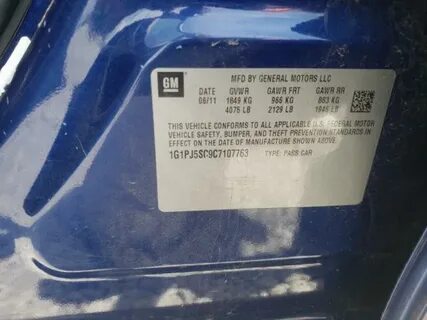 GM
MFD BY GENERAL MOTORS LLC
DATE GVWR GAWR FRT GAWR RR
08/11 1849 KG 966 KG 883 KG
4076 LB 2129 LB 1946 LB
THIS VEHICLE CONFORMS TO ALL APPLICABLE U.S. FEDERAL MOTOR
VEHICLE SAFETY, BUMPER, AND THEFT PREVENTION STANDARDS IN
EFFECT ON THE DATE OF MANUFACTURE SHOWN ABOVE.
1G1PJ5SC9C7107763 TYPE: PASS CAR